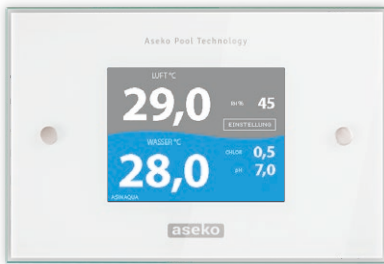 Aseko Pool Technology
LUFT °C
29,0
rH % 45
EINSTELLUNG
WASSER °C
28,0
0,5
pH 7,0
ASINAQUA
aseko